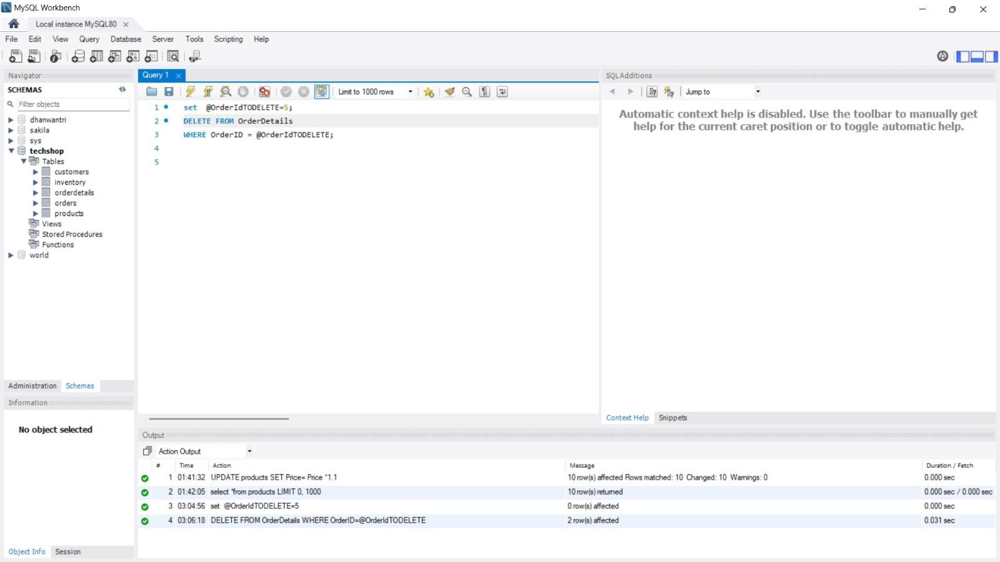 MySQL Workbench
Local instance MySQL80
File Edit View Query Database Server Tools Scripting Help
Navigator
SCHEMAS
Filter objects
dhanwantri
sakila
sys
techshop
Tables
customers
inventory
orderdetails
orders
products
Views
Stored Procedures
Functions
world
Administration Schemas
Information
No object selected
Object Info Session
Query 1
Limit to 1000 rows
1 set @OrderIdTODELETE=5;
2 DELETE FROM OrderDetails
3 WHERE OrderID = @OrderIdTODELETE;
4
5
SQLAdditions
Jump to
Automatic context help is disabled. Use the toolbar to manually get
help for the current caret position or to toggle automatic help.
Context Help Snippets
Output
Action Output
# Time Action Message Duration / Fetch
1 01:41:32 UPDATE products SET Price= Price *1.1 10 row(s) affected Rows matched: 10 Changed: 10 Warnings: 0 0.000 sec
2 01:42:05 select *from products LIMIT 0, 1000 10 row(s) returned 0.000 sec / 0.000 sec
3 03:04:56 set @OrderIdTODELETE=5 0 row(s) affected 0.000 sec
4 03:06:18 DELETE FROM OrderDetails WHERE OrderID=@OrderIdTODELETE 2 row(s) affected 0.031 sec